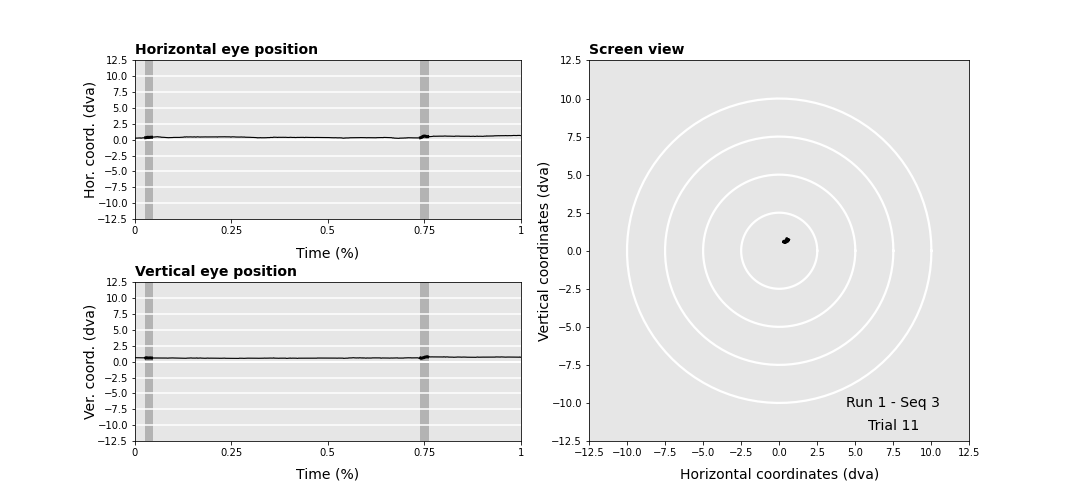 Horizontal eye position
12.5
10.0
7.5
5.0
2.5
0.0
−2.5
−5.0
−7.5
−10.0
−12.5
Hor. coord. (dva)
0 0.25 0.5 0.75 1
Time (%)
Vertical eye position
12.5
10.0
7.5
5.0
2.5
0.0
−2.5
−5.0
−7.5
−10.0
−12.5
Ver. coord. (dva)
0 0.25 0.5 0.75 1
Time (%)
Screen view
12.5
10.0
7.5
5.0
2.5
0.0
−2.5
−5.0
−7.5
−10.0
−12.5
Vertical coordinates (dva)
Run 1 - Seq 3
Trial 11
−12.5 −10.0 −7.5 −5.0 −2.5 0.0 2.5 5.0 7.5 10.0 12.5
Horizontal coordinates (dva)